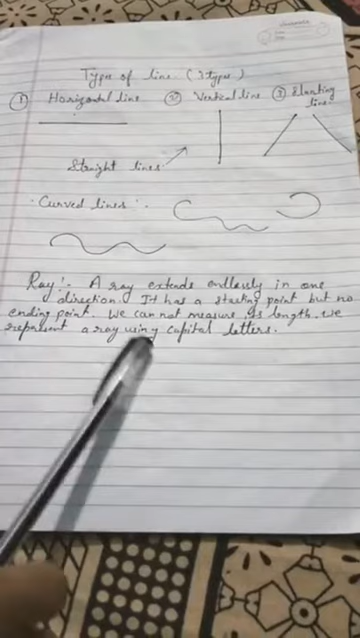 Types of line (3 types)
① Horizontal line ② Vertical line ③ Slanting line
Straight lines
Curved lines
Ray:- A ray extends endlessly in one
direction. It has a starting point but no
ending point. We can not measure its length. We
represent a ray using capital letters.